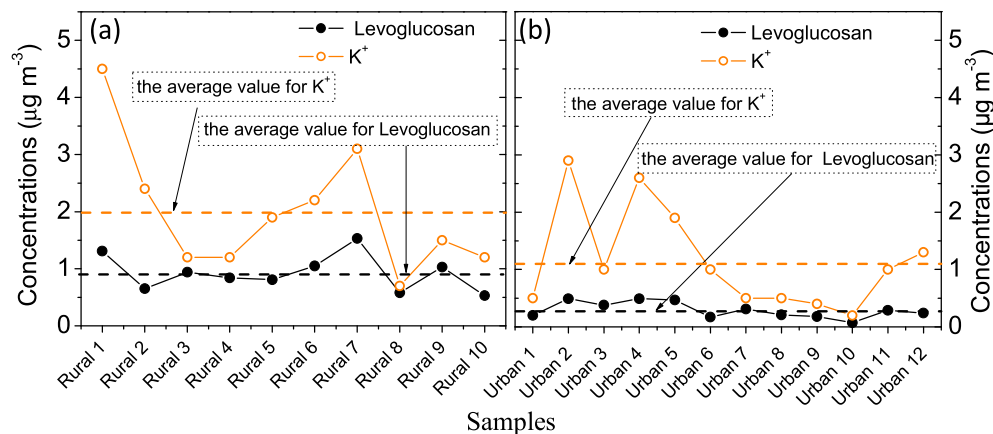 (a)
Levoglucosan
K+
the average value for K+
the average value for Levoglucosan
Concentrations (μg m-3)
5
4
3
2
1
0
Rural 1
Rural 2
Rural 3
Rural 4
Rural 5
Rural 6
Rural 7
Rural 8
Rural 9
Rural 10
(b)
Levoglucosan
K+
the average value for K+
the average value for Levoglucosan
5
4
3
2
1
0
Concentrations (μg m-3)
Urban 1
Urban 2
Urban 3
Urban 4
Urban 5
Urban 6
Urban 7
Urban 8
Urban 9
Urban 10
Urban 11
Urban 12
Samples